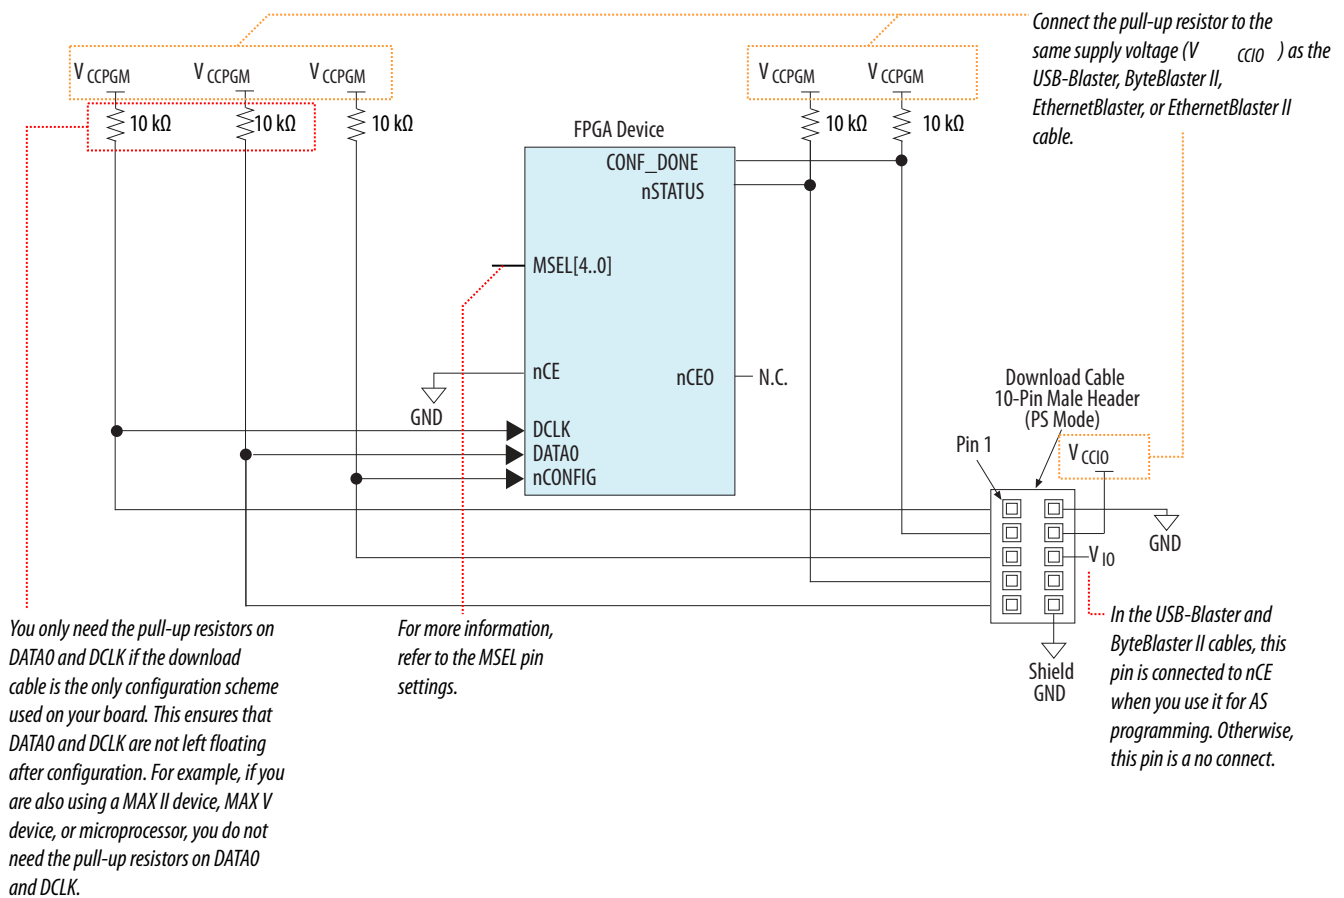 Connect the pull-up resistor to the
same supply voltage (V CCIO ) as the
USB-Blaster, ByteBlaster II,
EthernetBlaster, or EthernetBlaster II
cable.
V CCPGM V CCPGM V CCPGM V CCPGM V CCPGM
10 kΩ 10 kΩ 10 kΩ 10 kΩ 10 kΩ
FPGA Device
CONF_DONE
nSTATUS
MSEL[4..0]
nCE nCEO N.C.
GND
DCLK
DATA0
nCONFIG
Download Cable
10-Pin Male Header
(PS Mode)
Pin 1 V CCIO
GND
V IO
Shield
GND
You only need the pull-up resistors on
DATA0 and DCLK if the download
cable is the only configuration scheme
used on your board. This ensures that
DATA0 and DCLK are not left floating
after configuration. For example, if you
are also using a MAX II device, MAX V
device, or microprocessor, you do not
need the pull-up resistors on DATA0
and DCLK.
For more information,
refer to the MSEL pin
settings.
In the USB-Blaster and
ByteBlaster II cables, this
pin is connected to nCE
when you use it for AS
programming. Otherwise,
this pin is a no connect.